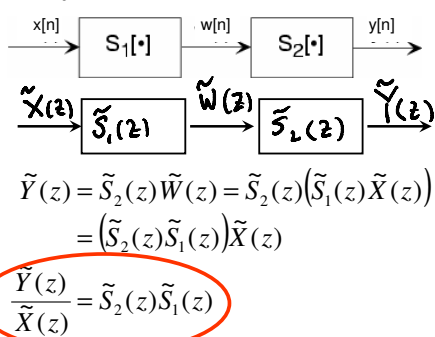 x[n] S₁[•] w[n] S₂[•] y[n]
X̃(z) S̃₁(z) W̃(z) S̃₂(z) Ỹ(z)
Ỹ(z) = S̃₂(z)W̃(z) = S̃₂(z)(S̃₁(z)X̃(z))
= (S̃₂(z)S̃₁(z))X̃(z)
Ỹ(z)/X̃(z) = S̃₂(z)S̃₁(z)